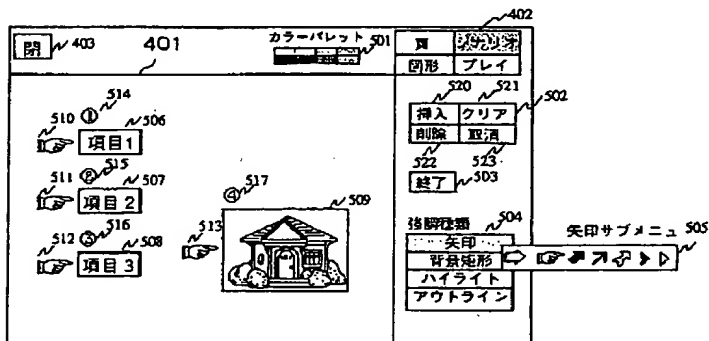 402
閉 403
401
カラーパレット 501
頁 シナリオ
図形 プレイ
514
510 ① 506
項目1
511 ② 515 507
項目2
512 ③ 516 508
項目3
④ 517
513 509
520 521
挿入 クリア 502
削除 取消
522 523
終了 503
強調種類 504
矢印
背景矩形
ハイライト
アウトライン
矢印サブメニュー 505